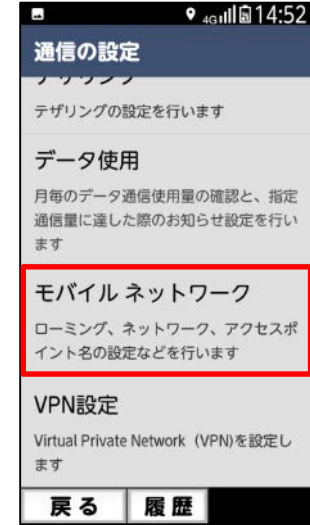 4G 14:52
通信の設定
テザリング
テザリングの設定を行います
データ使用
月毎のデータ通信使用量の確認と、指定
通信量に達した際のお知らせ設定を行い
ます
モバイル ネットワーク
ローミング、ネットワーク、アクセスポ
イント名の設定などを行います
VPN設定
Virtual Private Network（VPN)を設定し
ます
戻る 履歴